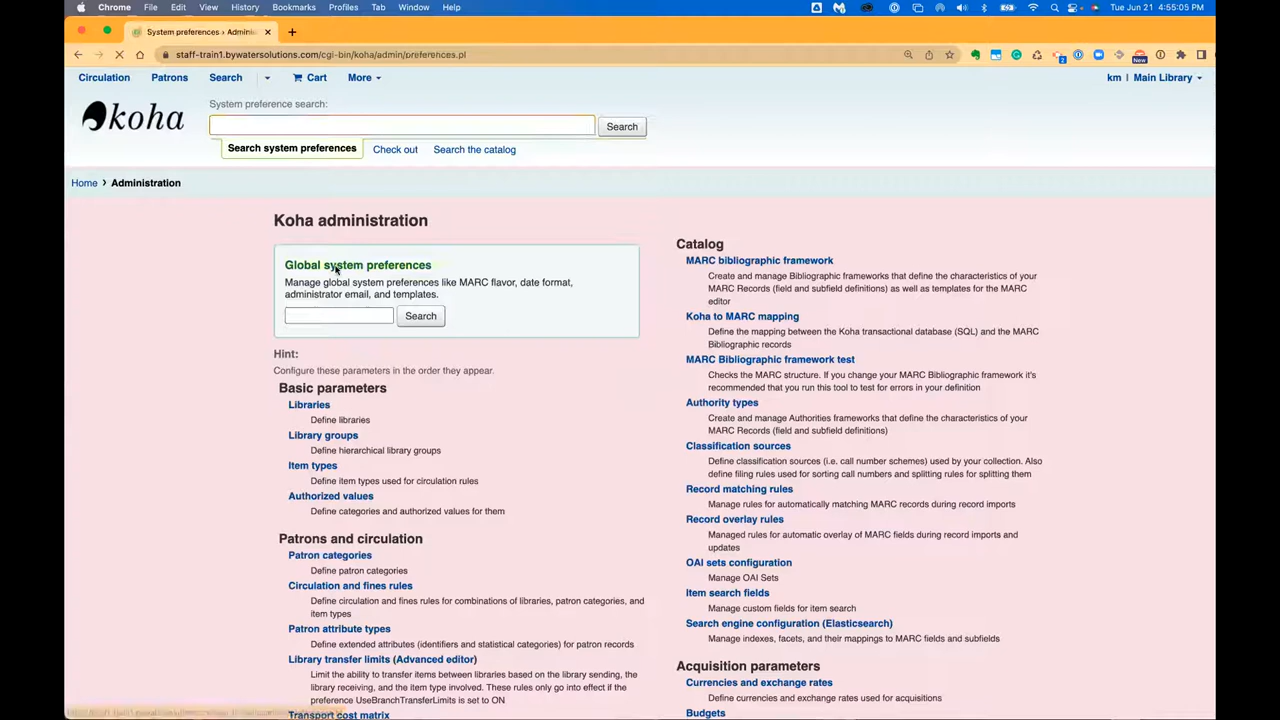 Chrome File Edit View History Bookmarks Profiles Tab Window Help Tue Jun 21 4:55:05 PM
System preferences › Adminis
staff-train1.bywatersolutions.com/cgi-bin/koha/admin/preferences.pl
New
2
Circulation Patrons Search Cart More km | Main Library
System preference search:
koha
Search
Search system preferences Check out Search the catalog
Home › Administration
Koha administration
Global system preferences
Manage global system preferences like MARC flavor, date format,
administrator email, and templates.
Search
Hint:
Configure these parameters in the order they appear.
Basic parameters
Libraries
Define libraries
Library groups
Define hierarchical library groups
Item types
Define item types used for circulation rules
Authorized values
Define categories and authorized values for them
Patrons and circulation
Patron categories
Define patron categories
Circulation and fines rules
Define circulation and fines rules for combinations of libraries, patron categories, and
item types
Patron attribute types
Define extended attributes (identifiers and statistical categories) for patron records
Library transfer limits (Advanced editor)
Limit the ability to transfer items between libraries based on the library sending, the
library receiving, and the item type involved. These rules only go into effect if the
preference UseBranchTransferLimits is set to ON
Transport cost matrix
Catalog
MARC bibliographic framework
Create and manage Bibliographic frameworks that define the characteristics of your
MARC Records (field and subfield definitions) as well as templates for the MARC
editor
Koha to MARC mapping
Define the mapping between the Koha transactional database (SQL) and the MARC
Bibliographic records
MARC Bibliographic framework test
Checks the MARC structure. If you change your MARC Bibliographic framework it's
recommended that you run this tool to test for errors in your definition
Authority types
Create and manage Authorities frameworks that define the characteristics of your
MARC Records (field and subfield definitions)
Classification sources
Define classification sources (i.e. call number schemes) used by your collection. Also
define filing rules used for sorting call numbers and splitting rules for splitting them
Record matching rules
Manage rules for automatically matching MARC records during record imports
Record overlay rules
Managed rules for automatic overlay of MARC fields during record imports and
updates
OAI sets configuration
Manage OAI Sets
Item search fields
Manage custom fields for item search
Search engine configuration (Elasticsearch)
Manage indexes, facets, and their mappings to MARC fields and subfields
Acquisition parameters
Currencies and exchange rates
Define currencies and exchange rates used for acquisitions
Budgets